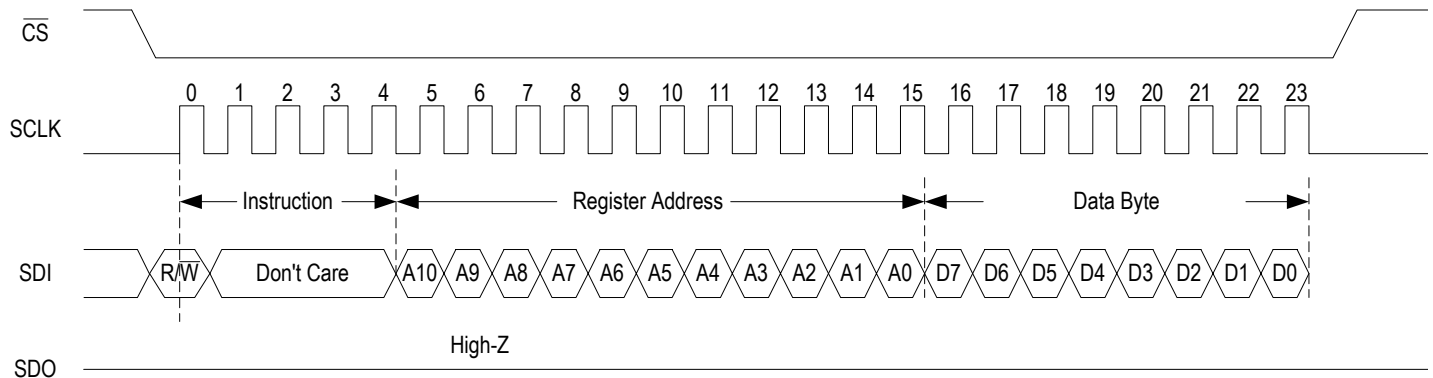 CS
0 1 2 3 4 5 6 7 8 9 10 11 12 13 14 15 16 17 18 19 20 21 22 23
SCLK
Instruction Register Address Data Byte
SDI R/W Don't Care A10 A9 A8 A7 A6 A5 A4 A3 A2 A1 A0 D7 D6 D5 D4 D3 D2 D1 D0
High-Z
SDO